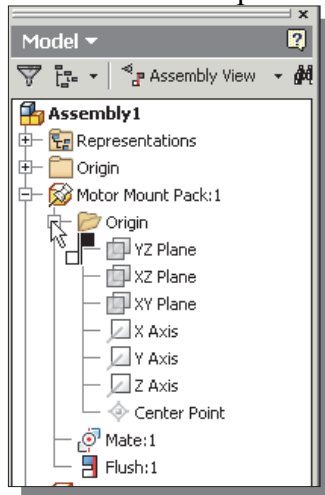 Model
Assembly View
Assembly1
Representations
Origin
Motor Mount Pack:1
Origin
YZ Plane
XZ Plane
XY Plane
X Axis
Y Axis
Z Axis
Center Point
Mate:1
Flush:1